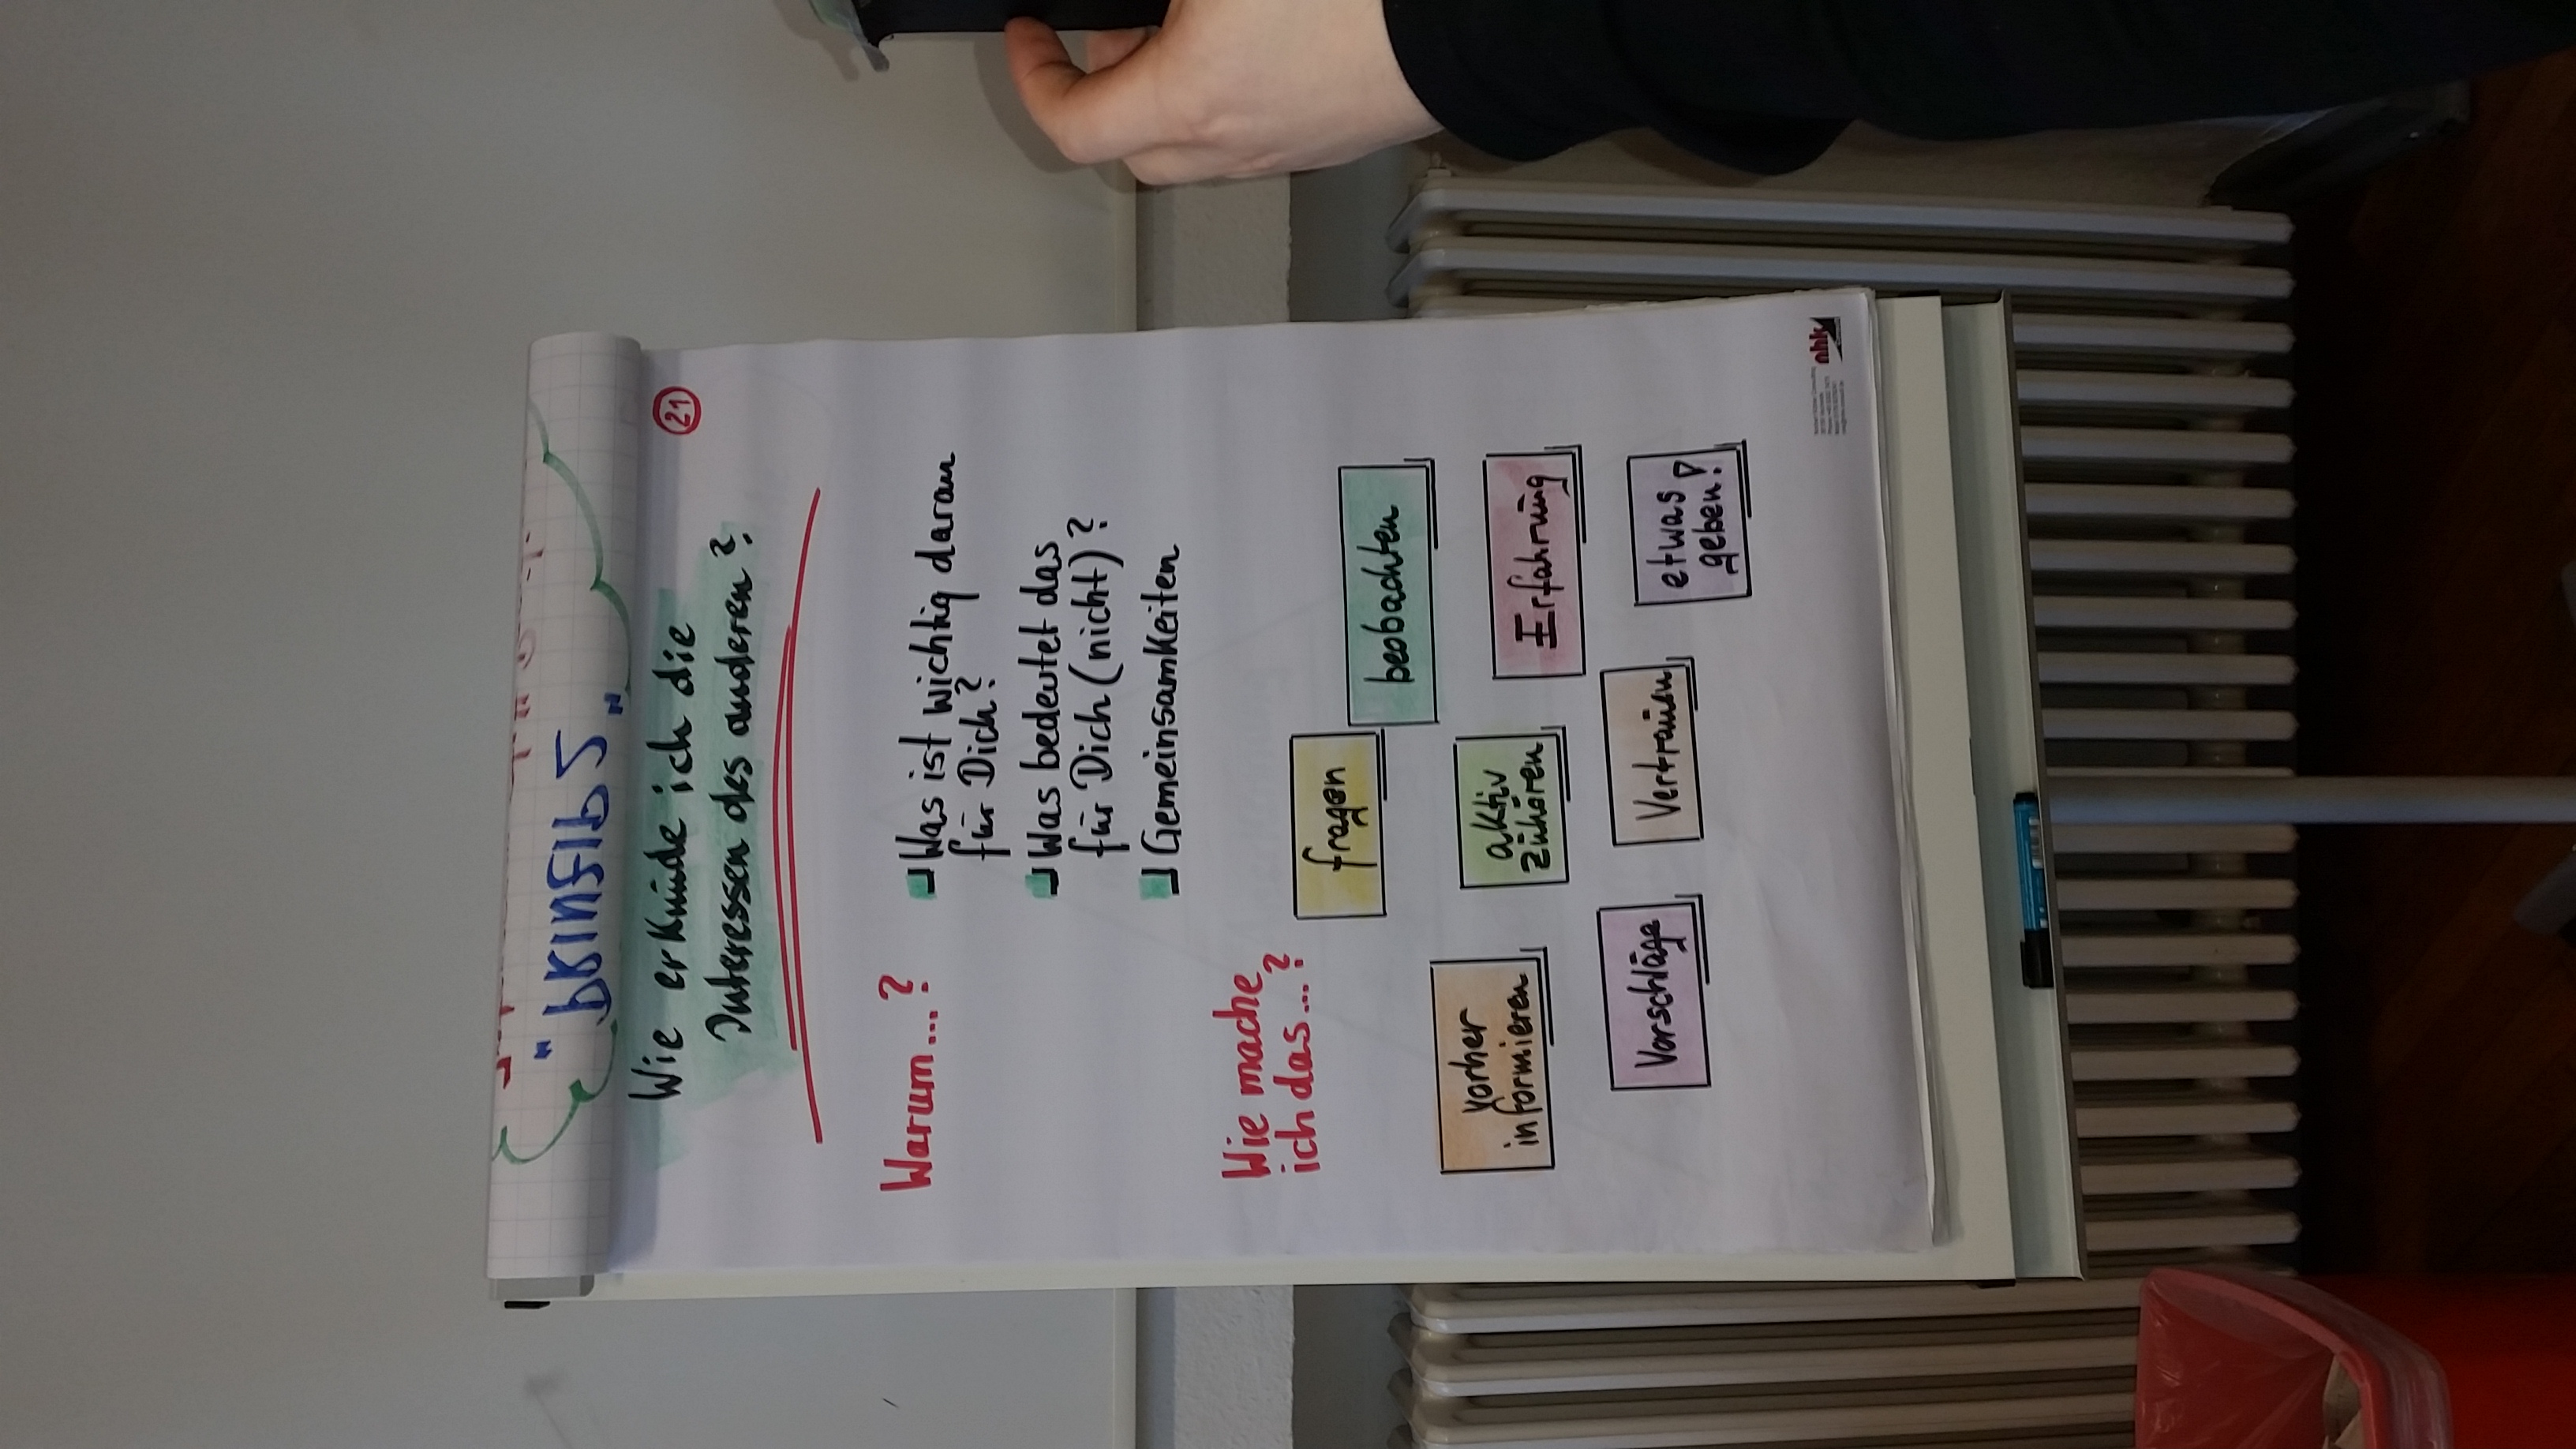 "PRINZIP 2"
Wie erkunde ich die
Interessen des anderen?
21
Warum...?
Was ist wichtig daran
für Dich?
Was bedeutet das
für Dich (nicht)?
Gemeinsamkeiten
Wie mache
ich das...?
fragen
beobachten
vorher
informieren
aktiv
zuhören
Erfahrung
Vorschläge
Vertrauen
etwas
geben!
nhk